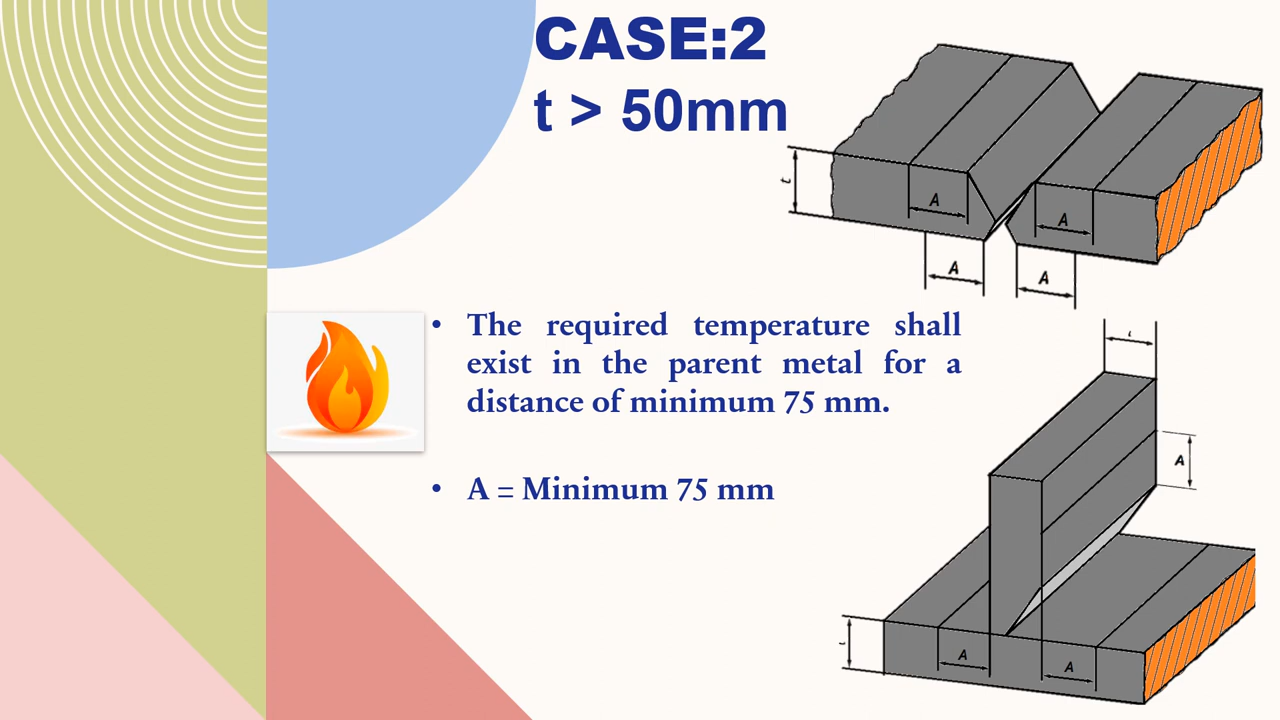 CASE:2
t > 50mm
t
A
A
A
A
• The required temperature shall
exist in the parent metal for a
distance of minimum 75 mm.
• A = Minimum 75 mm
A
A
A